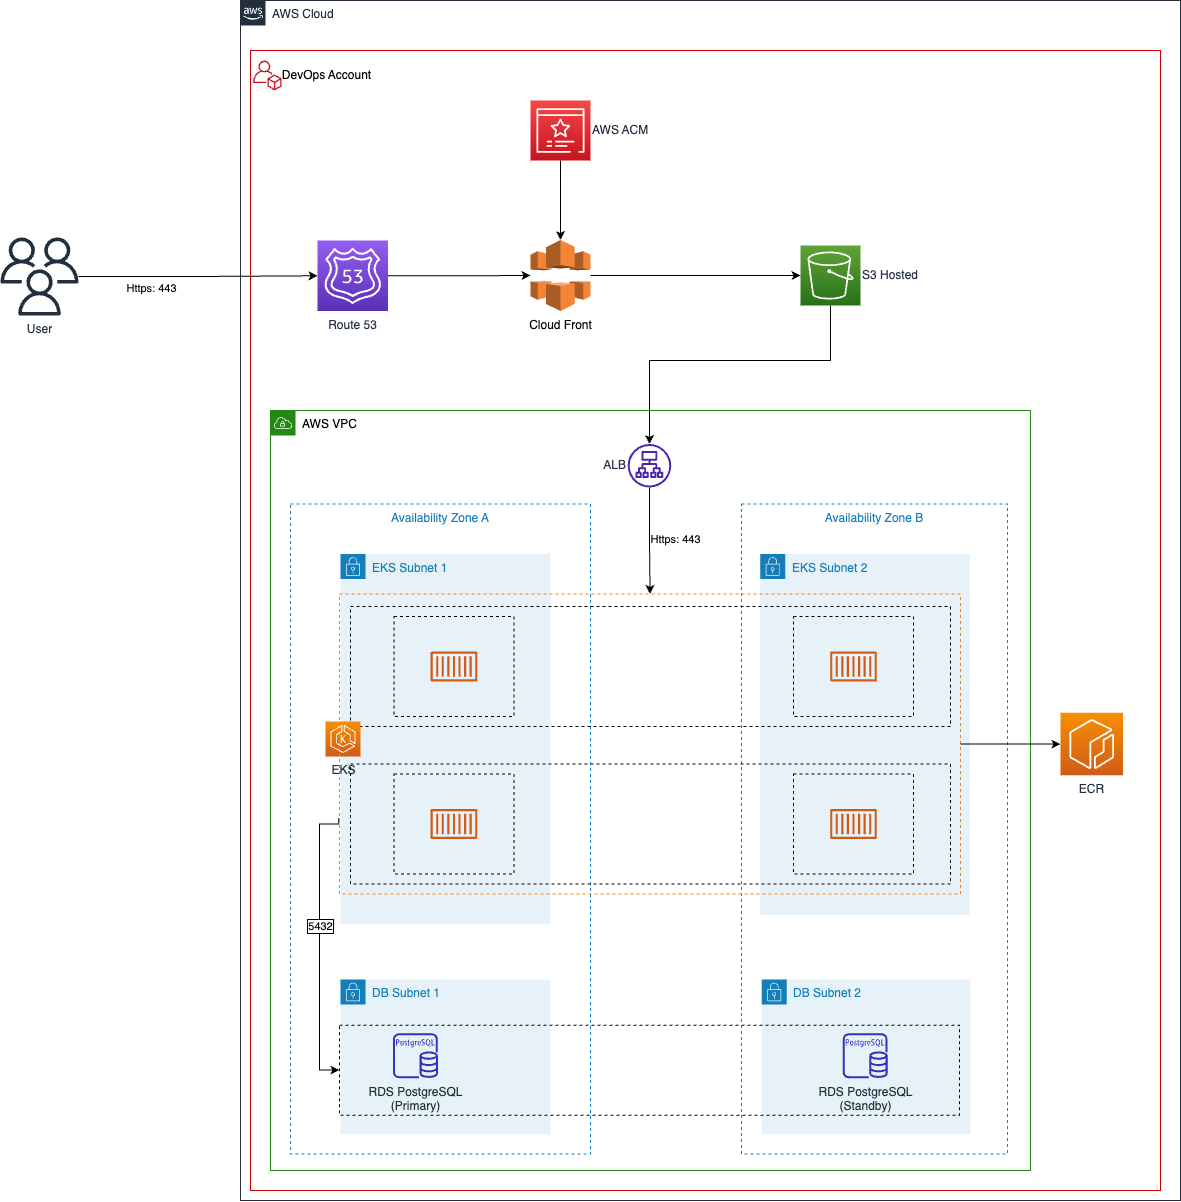 aws
AWS Cloud
DevOps Account
AWS ACM
53
Https: 443
User
Route 53
Cloud Front
S3 Hosted
AWS VPC
ALB
Availability Zone A
Availability Zone B
Https: 443
EKS Subnet 1
EKS Subnet 2
K
EKS
ECR
5432
DB Subnet 1
DB Subnet 2
PostgreSQL
PostgreSQL
RDS PostgreSQL
(Primary)
RDS PostgreSQL
(Standby)